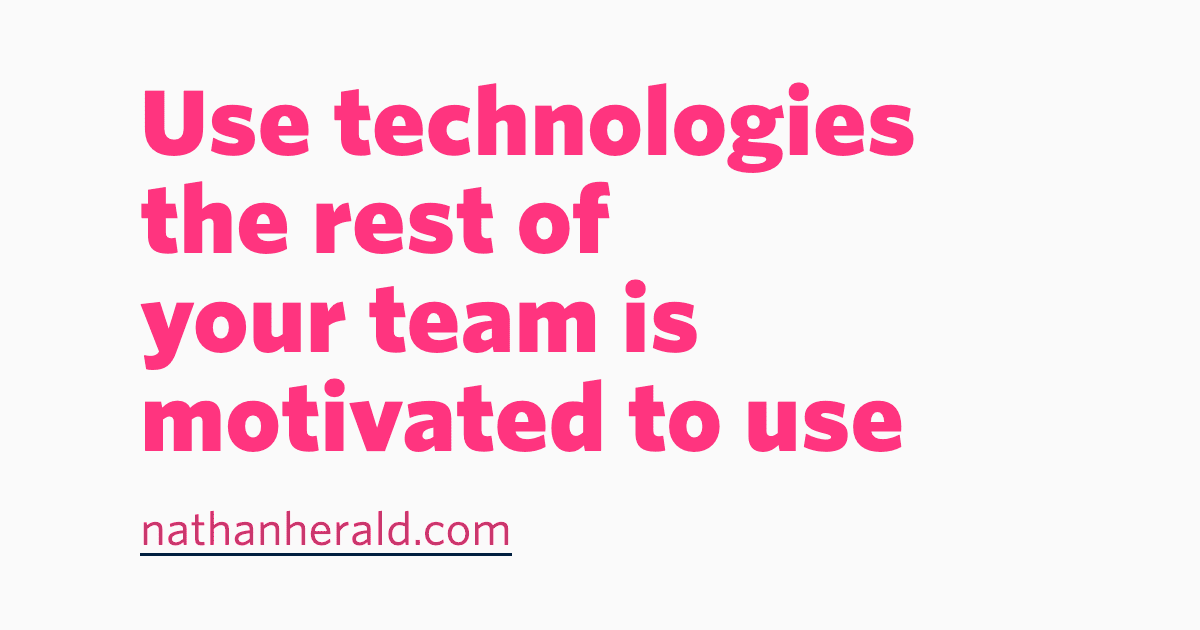 Use technologies
the rest of
your team is
motivated to use
nathanherald.com